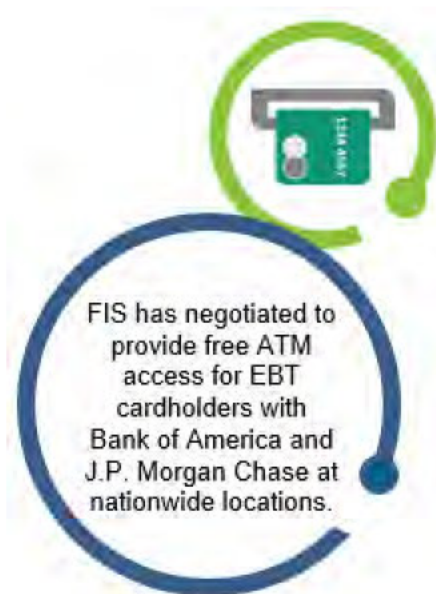 FIS has negotiated to
provide free ATM
access for EBT
cardholders with
Bank of America and
J.P. Morgan Chase at
nationwide locations.